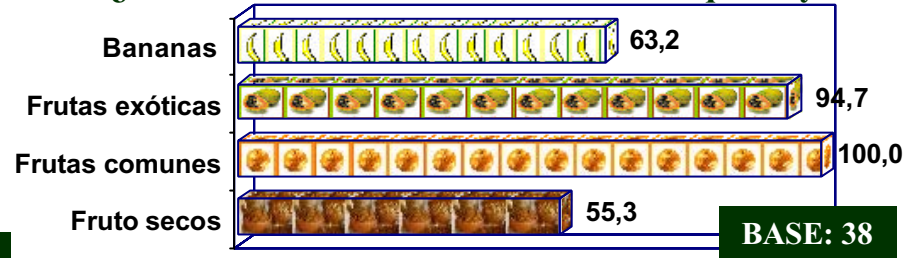 Bananas 63,2
Frutas exóticas 94,7
Frutas comunes 100,0
Fruto secos 55,3
BASE: 38